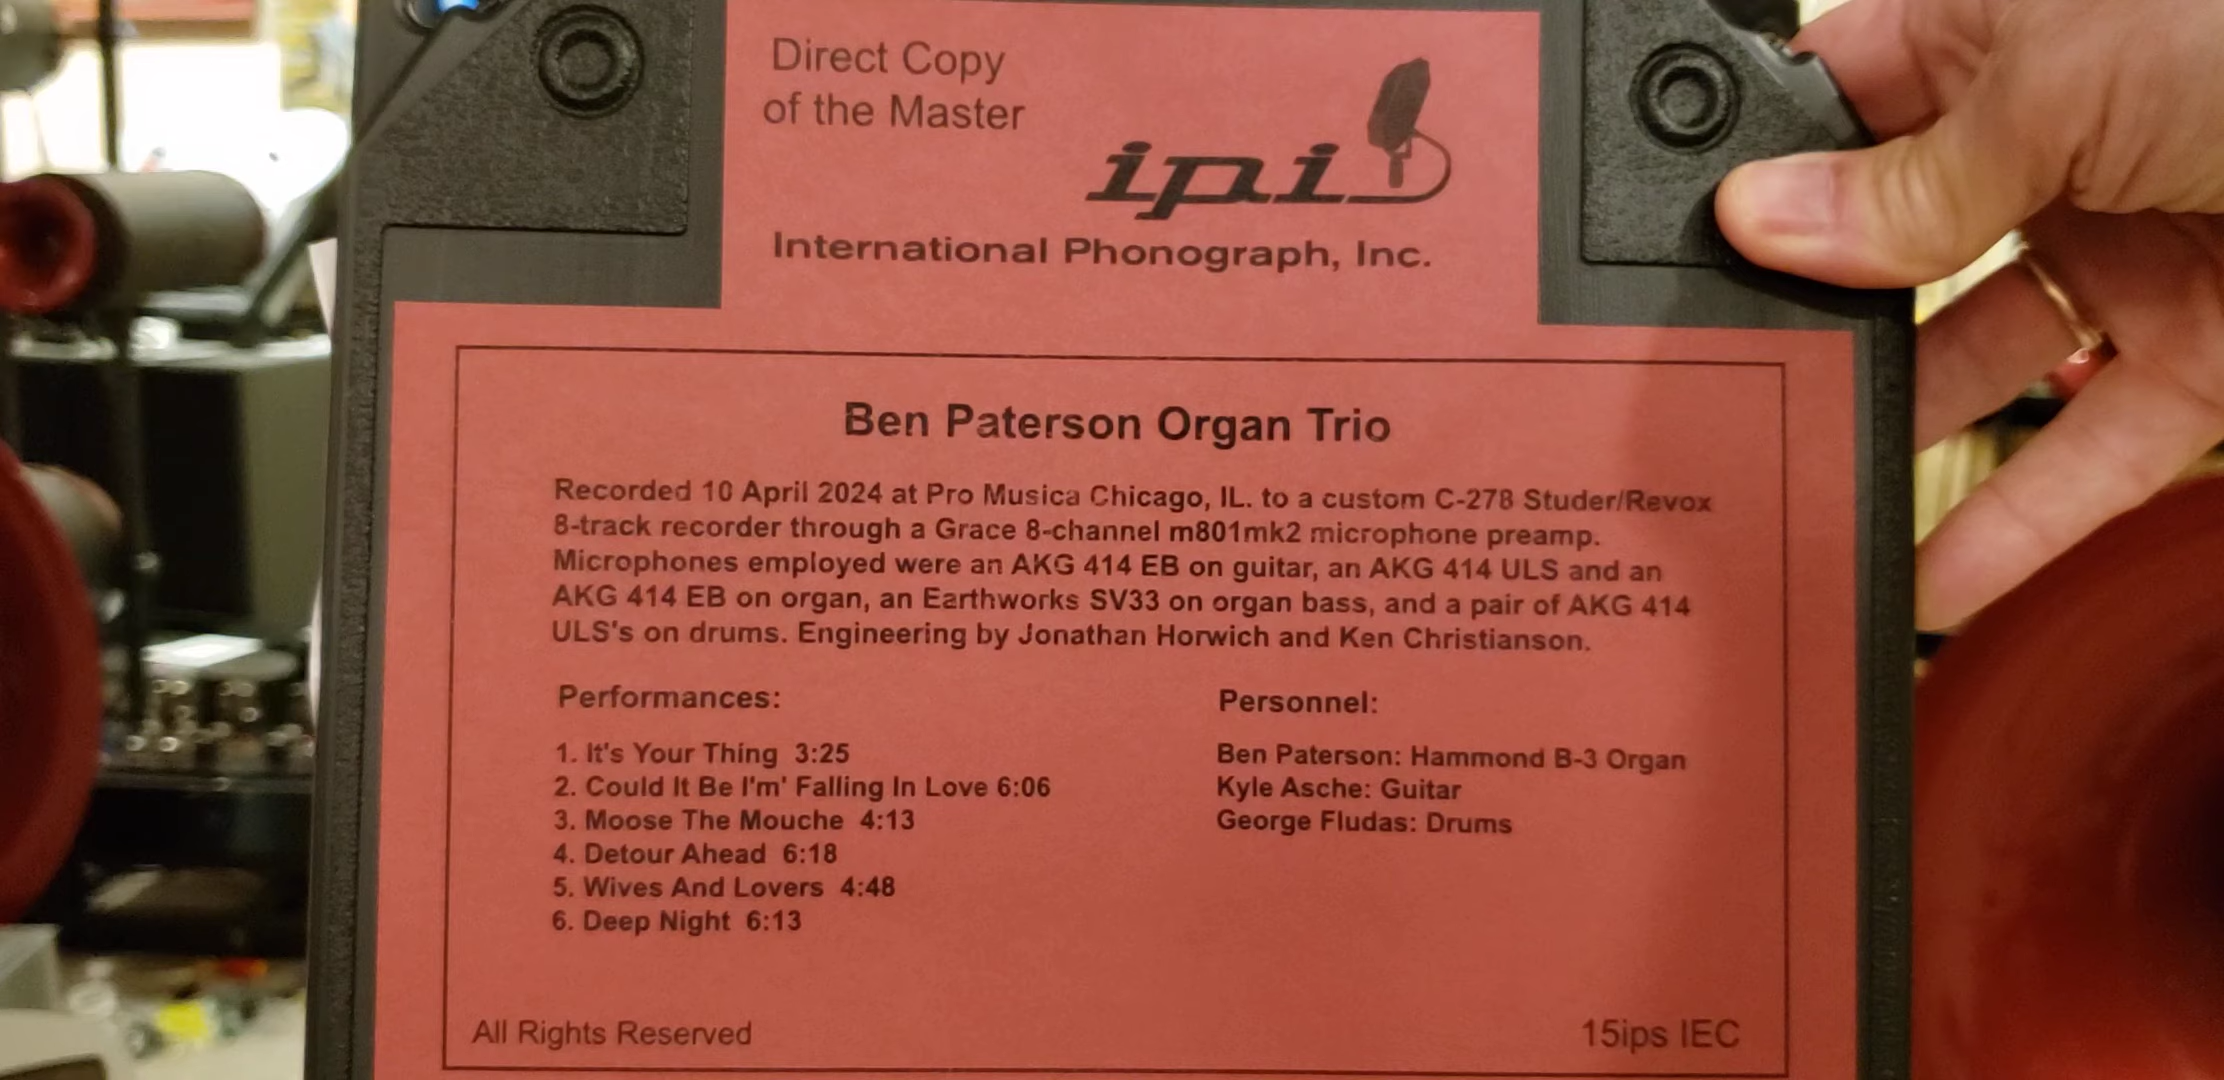 Direct Copy
of the Master
ipi
International Phonograph, Inc.
Ben Paterson Organ Trio
Recorded 10 April 2024 at Pro Musica Chicago, IL. to a custom C-278 Studer/Revox
8-track recorder through a Grace 8-channel m801mk2 microphone preamp.
Microphones employed were an AKG 414 EB on guitar, an AKG 414 ULS and an
AKG 414 EB on organ, an Earthworks SV33 on organ bass, and a pair of AKG 414
ULS's on drums. Engineering by Jonathan Horwich and Ken Christianson.
Performances:
1. It's Your Thing 3:25
2. Could It Be I'm' Falling In Love 6:06
3. Moose The Mouche 4:13
4. Detour Ahead 6:18
5. Wives And Lovers 4:48
6. Deep Night 6:13
Personnel:
Ben Paterson: Hammond B-3 Organ
Kyle Asche: Guitar
George Fludas: Drums
All Rights Reserved
15ips IEC